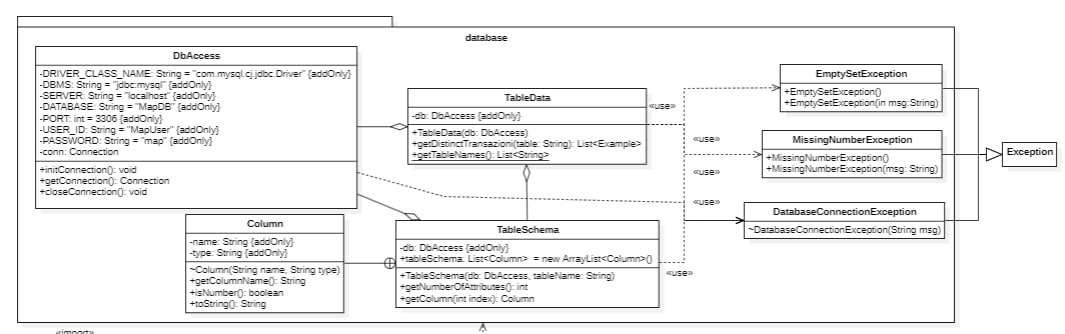 database
DbAccess
-DRIVER_CLASS_NAME: String = "com.mysql.cj.jdbc.Driver" {addOnly}
-DBMS: String = "jdbc:mysql" {addOnly}
-SERVER: String = "localhost" {addOnly}
-DATABASE: String = "MapDB" {addOnly}
-PORT: int = 3306 {addOnly}
-USER_ID: String = "MapUser" {addOnly}
-PASSWORD: String = "map" {addOnly}
-conn: Connection
+initConnection(): void
+getConnection(): Connection
+closeConnection(): void
TableData
-db: DbAccess {addOnly}
+TableData(db: DbAccess)
+getDistinctTransazioni(table: String): List<Example>
+getTableNames(): List<String>
«use»
«use»
«use»
«use»
«use»
EmptySetException
+EmptySetException()
+EmptySetException(in msg:String)
MissingNumberException
+MissingNumberException()
+MissingNumberException(msg: String)
Exception
DatabaseConnectionException
~DatabaseConnectionException(String msg)
Column
-name: String {addOnly}
-type: String {addOnly}
~Column(String name, String type)
+getColumnName(): String
+isNumber(): boolean
+toString(): String
TableSchema
-db: DbAccess {addOnly}
+tableSchema: List<Column> = new ArrayList<Column>()
+TableSchema(db: DbAccess, tableName: String)
+getNumberOfAttributes(): int
+getColumn(int index): Column
«import»